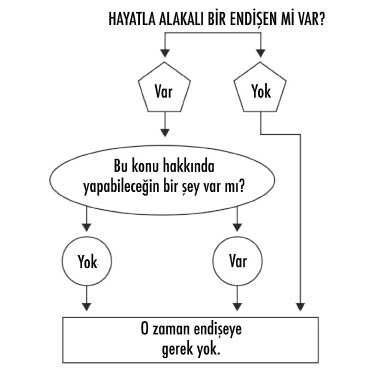 HAYATLA ALAKALI BİR ENDİŞEN Mİ VAR?
Var
Yok
Bu konu hakkında
yapabileceğin bir şey var mı?
Yok
Var
O zaman endişeye
gerek yok.